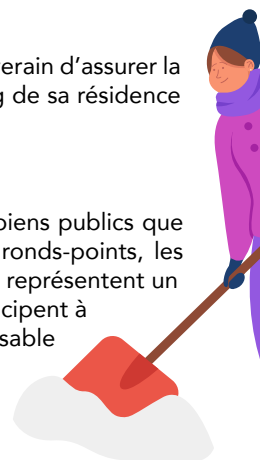 erain d’assurer la
de sa résidence
biens publics que
ronds-points, les
représentent un
cipent à
sable